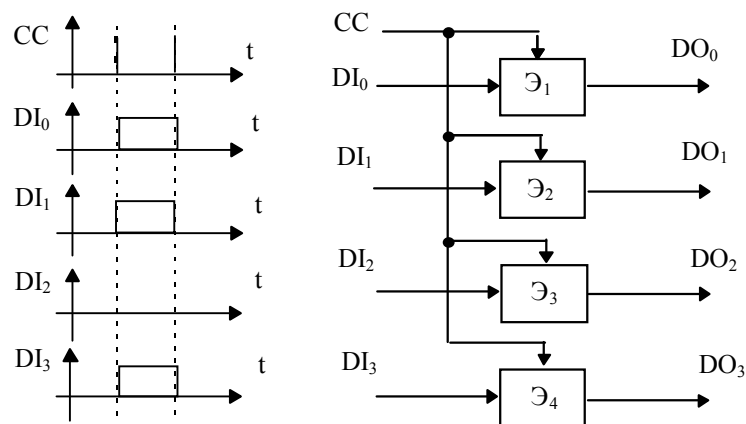 CC
t
DI₀
t
DI₁
t
DI₂
t
DI₃
t
CC
DI₀
Э₁
DO₀
DI₁
Э₂
DO₁
DI₂
Э₃
DO₂
DI₃
Э₄
DO₃